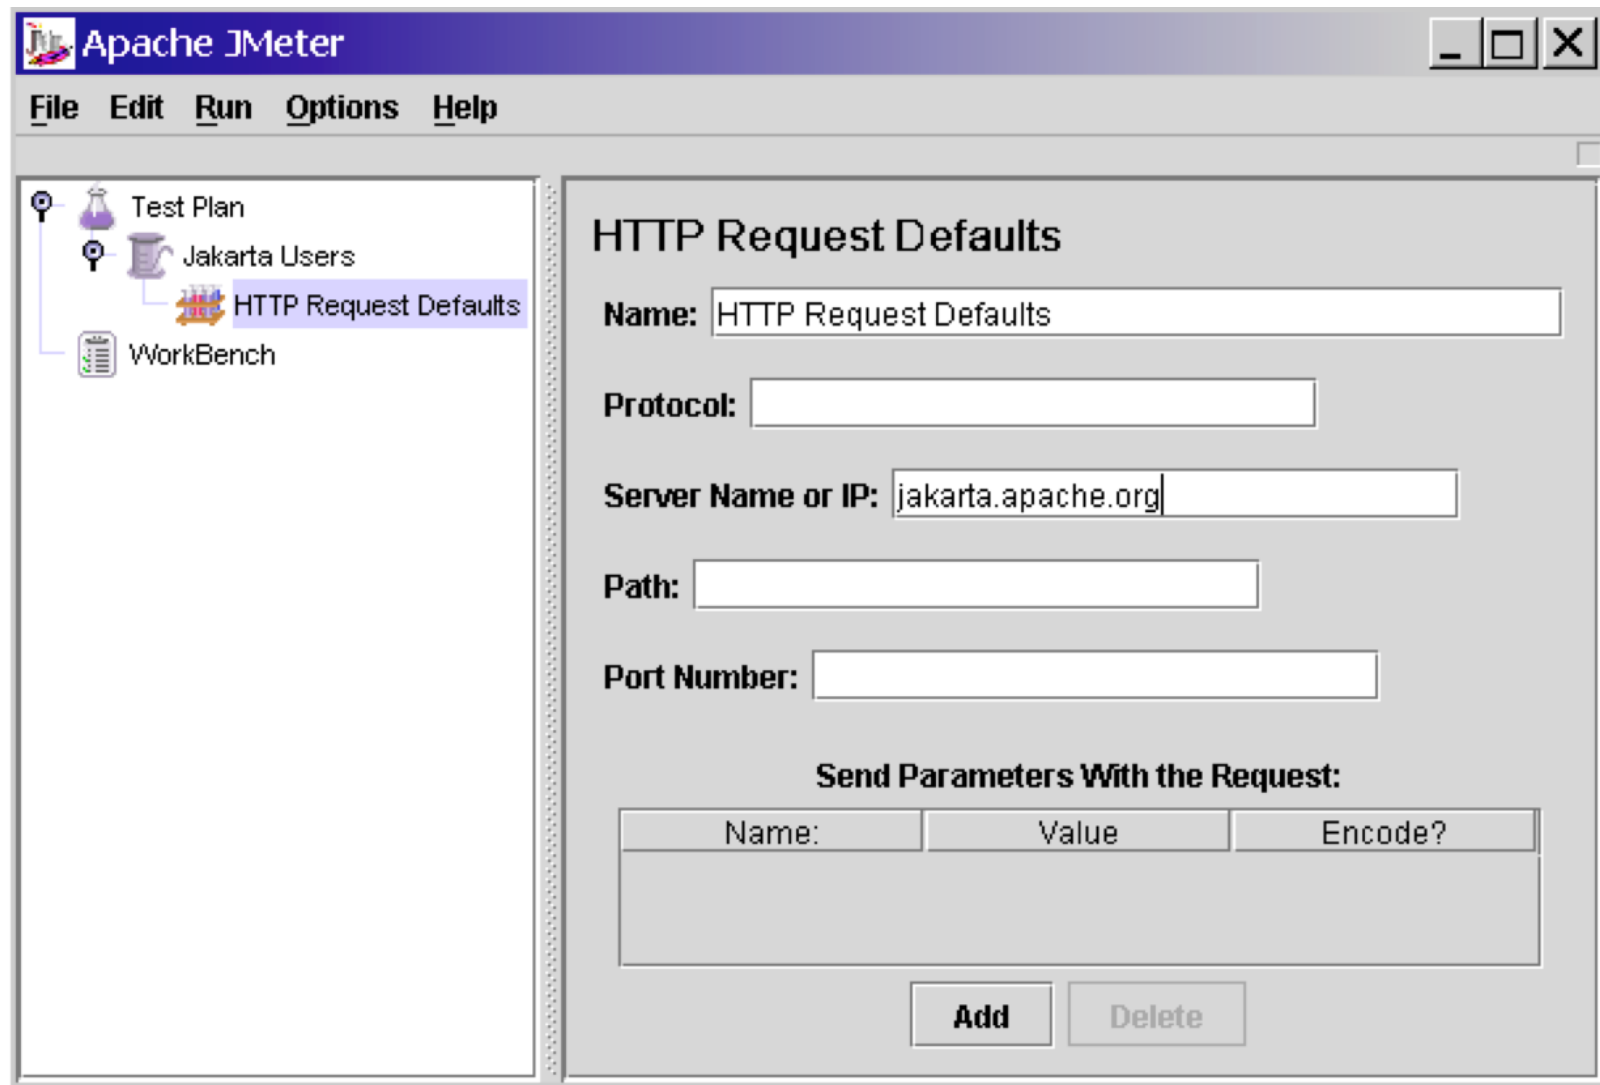 Apache JMeter
File Edit Run Options Help
Test Plan
Jakarta Users
HTTP Request Defaults
WorkBench
HTTP Request Defaults
Name: HTTP Request Defaults
Protocol:
Server Name or IP: jakarta.apache.org
Path:
Port Number:
Send Parameters With the Request:
Name: Value Encode?
Add Delete